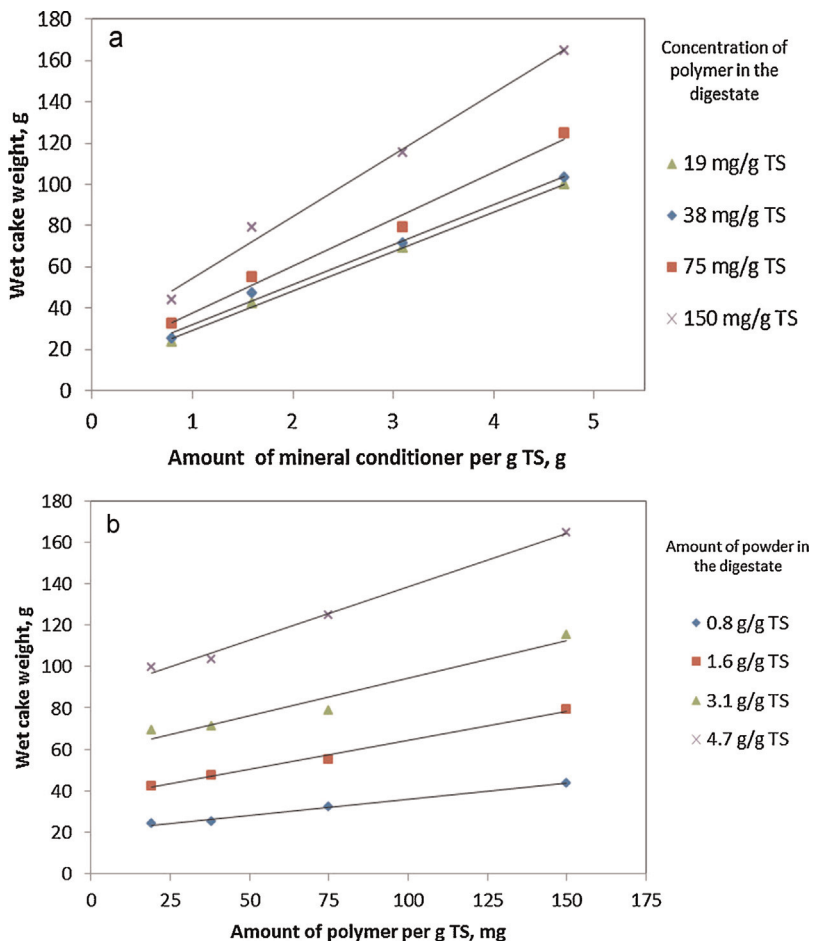 a
180
160
140
120
100
80
60
40
20
0
Wet cake weight, g
0 1 2 3 4 5
Amount of mineral conditioner per g TS, g
Concentration of
polymer in the
digestate
19 mg/g TS
38 mg/g TS
75 mg/g TS
150 mg/g TS
b
180
160
140
120
100
80
60
40
20
0
Wet cake weight, g
0 25 50 75 100 125 150 175
Amount of polymer per g TS, mg
Amount of powder in
the digestate
0.8 g/g TS
1.6 g/g TS
3.1 g/g TS
4.7 g/g TS